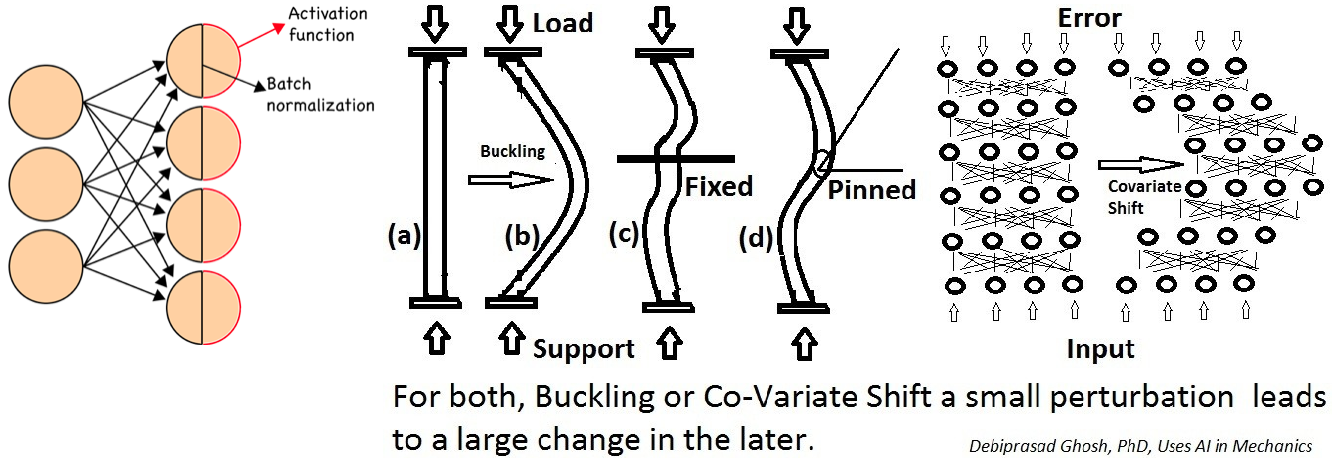 Activation
function
Batch
normalization
Load
Buckling
Fixed
Pinned
(a)
(b)
(c)
(d)
Support
Error
Covariate
Shift
Input
For both, Buckling or Co-Variate Shift a small perturbation leads
to a large change in the later.
Debiprasad Ghosh, PhD, Uses AI in Mechanics